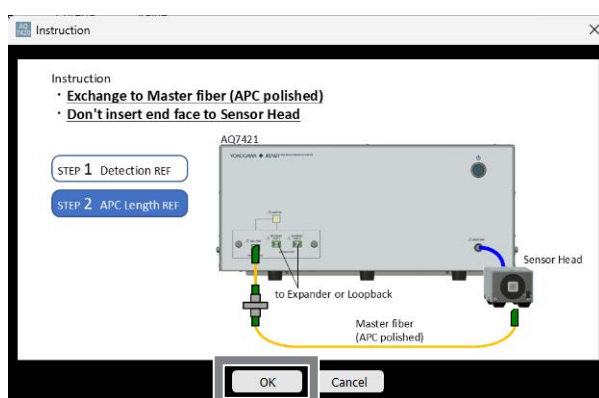 AQ
7420
Instruction
Instruction
・Exchange to Master fiber (APC polished)
・Don't insert end face to Sensor Head
AQ7421
YOKOGAWA
STEP 1 Detection REF
STEP 2 APC Length REF
Sensor Head
to Expander or Loopback
Master fiber
(APC polished)
OK
Cancel